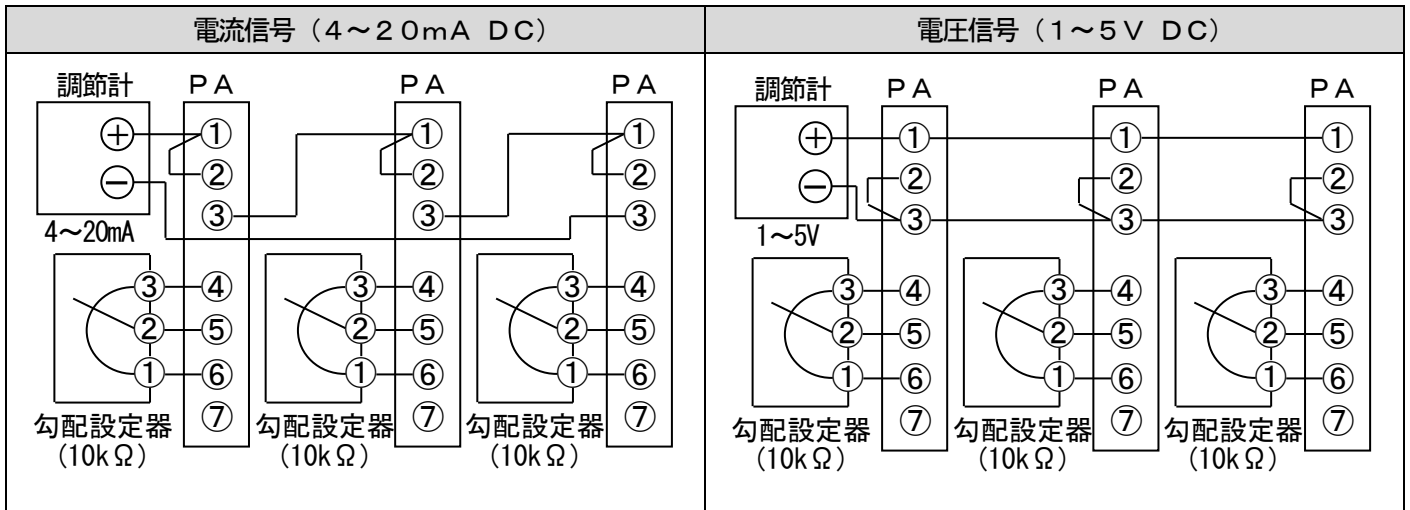 電流信号（4～20mA DC）
調節計 PA PA PA
＋ ① ① ①
－ ② ② ②
③ ③ ③
4～20mA
③ ④ ③ ④ ③ ④
② ⑤ ② ⑤ ② ⑤
① ⑥ ① ⑥ ① ⑥
⑦ ⑦ ⑦
勾配設定器 勾配設定器 勾配設定器
(10kΩ) (10kΩ) (10kΩ)
電圧信号（1～5V DC）
調節計 PA PA PA
＋ ① ① ①
－ ② ② ②
③ ③ ③
1～5V
③ ④ ③ ④ ③ ④
② ⑤ ② ⑤ ② ⑤
① ⑥ ① ⑥ ① ⑥
⑦ ⑦ ⑦
勾配設定器 勾配設定器 勾配設定器
(10kΩ) (10kΩ) (10kΩ)